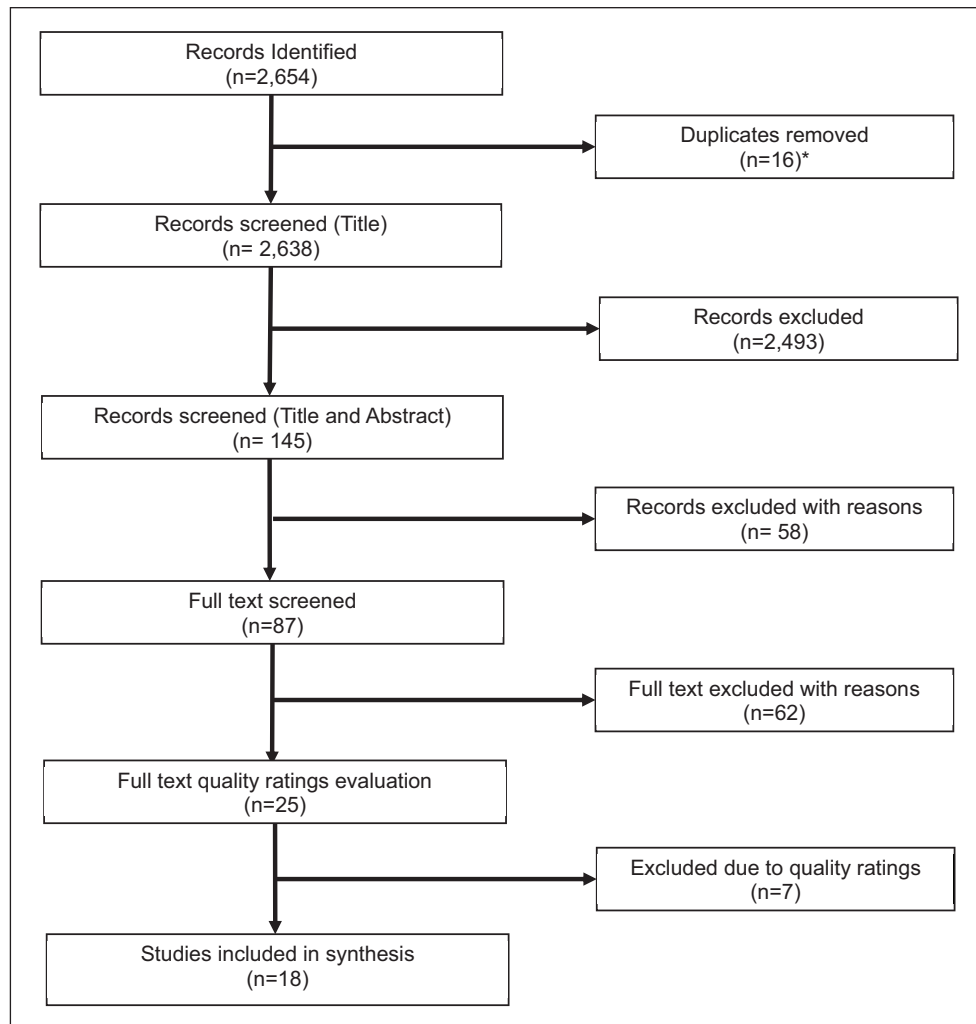 Records Identified
(n=2,654)
Duplicates removed
(n=16)*
Records screened (Title)
(n= 2,638)
Records excluded
(n=2,493)
Records screened (Title and Abstract)
(n= 145)
Records excluded with reasons
(n= 58)
Full text screened
(n=87)
Full text excluded with reasons
(n=62)
Full text quality ratings evaluation
(n=25)
Excluded due to quality ratings
(n=7)
Studies included in synthesis
(n=18)